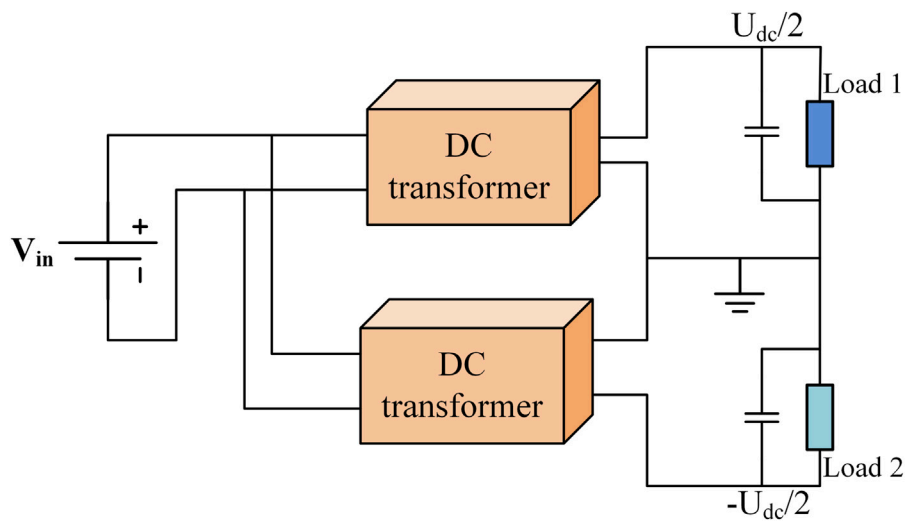 U_dc/2
Load 1
DC
transformer
+
V_in
−
DC
transformer
Load 2
-U_dc/2